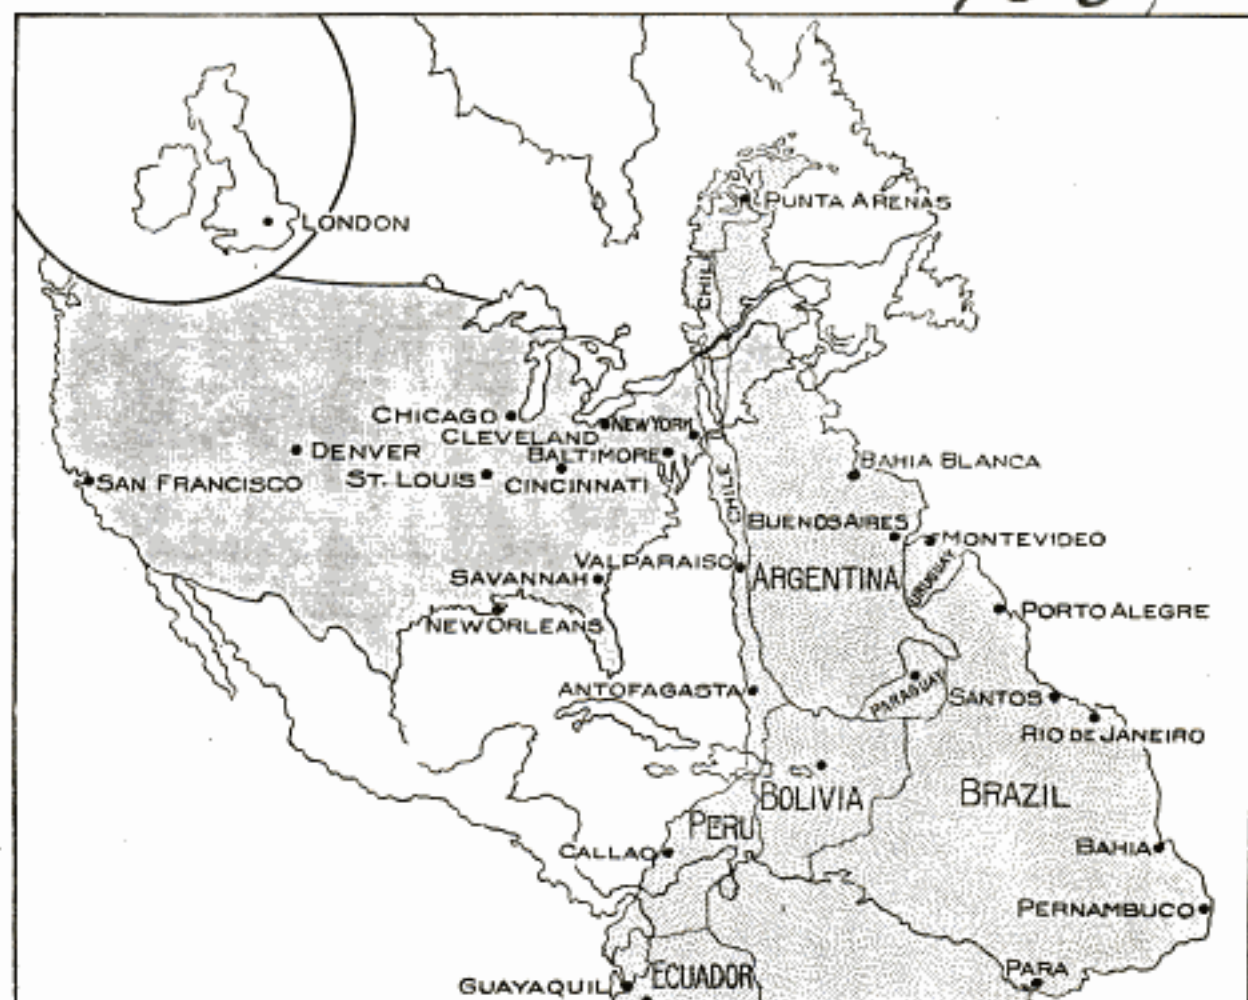 LONDON
PUNTA ARENAS
CHILE
CHICAGO
CLEVELAND
NEW YORK
DENVER
BALTIMORE
BAHIA BLANCA
SAN FRANCISCO
ST. LOUIS
CINCINNATI
CHILE
BUENOS AIRES
MONTEVIDEO
VALPARAISO
SAVANNAH
ARGENTINA
URUGUAY
NEW ORLEANS
PORTO ALEGRE
ANTOFAGASTA
PARAGUAY
SANTOS
RIO DE JANEIRO
BOLIVIA
BRAZIL
PERU
CALLAO
BAHIA
PERNAMBUCO
PARA
GUAYAQUIL
ECUADOR